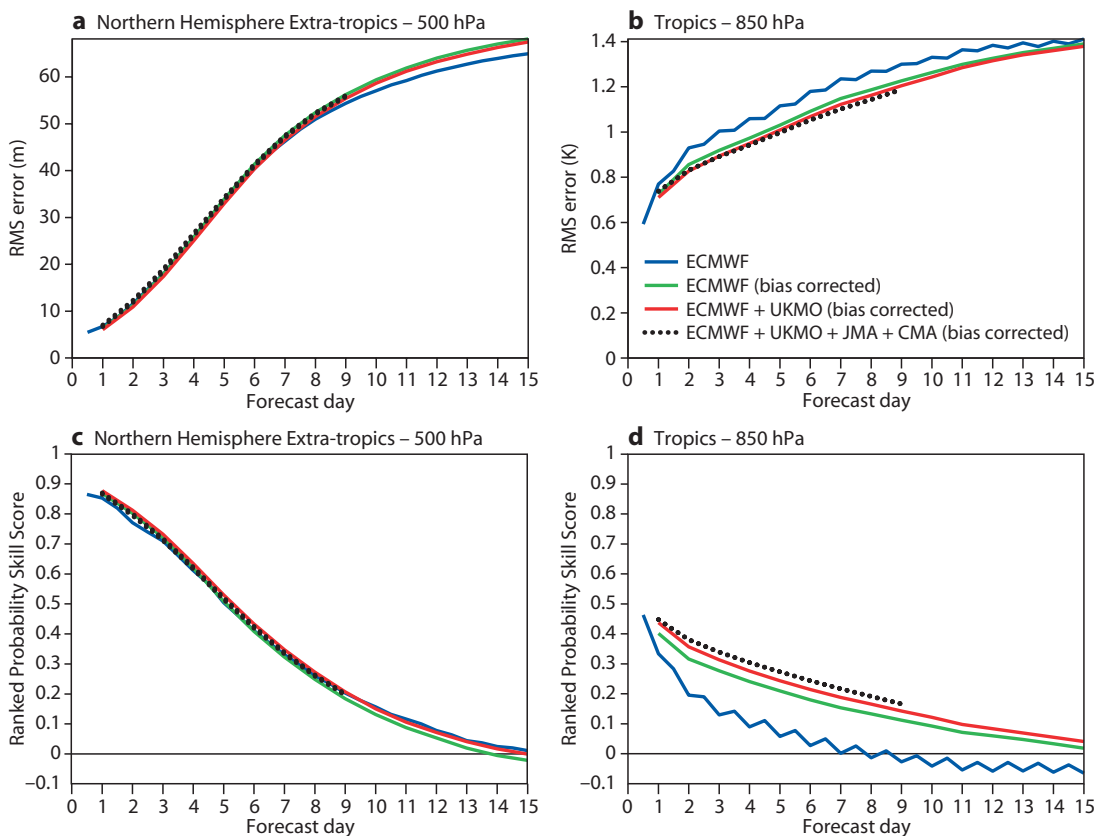 a Northern Hemisphere Extra-tropics – 500 hPa
RMS error (m)
60
50
40
30
20
10
0
0 1 2 3 4 5 6 7 8 9 10 11 12 13 14 15
Forecast day
b Tropics – 850 hPa
RMS error (K)
1.4
1.2
1
0.8
0.6
0.4
0.2
0
ECMWF
ECMWF (bias corrected)
ECMWF + UKMO (bias corrected)
ECMWF + UKMO + JMA + CMA (bias corrected)
0 1 2 3 4 5 6 7 8 9 10 11 12 13 14 15
Forecast day
c Northern Hemisphere Extra-tropics – 500 hPa
Ranked Probability Skill Score
1
0.9
0.8
0.7
0.6
0.5
0.4
0.3
0.2
0.1
0
–0.1
0 1 2 3 4 5 6 7 8 9 10 11 12 13 14 15
Forecast day
d Tropics – 850 hPa
Ranked Probability Skill Score
1
0.9
0.8
0.7
0.6
0.5
0.4
0.3
0.2
0.1
0
–0.1
0 1 2 3 4 5 6 7 8 9 10 11 12 13 14 15
Forecast day